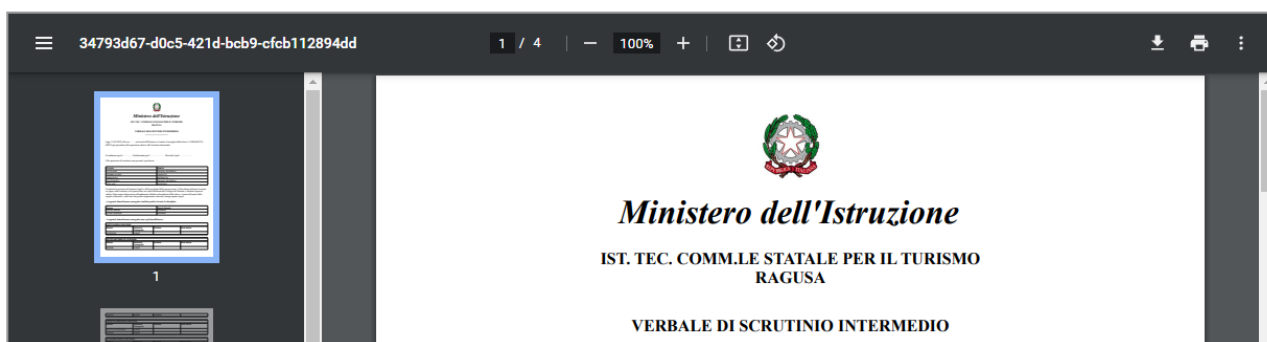 34793d67-d0c5-421d-bcb9-cfcb112894dd
1 / 4
100%
Ministero dell'Istruzione
IST. TEC. COMM.LE STATALE PER IL TURISMO
RAGUSA
VERBALE DI SCRUTINIO INTERMEDIO
1